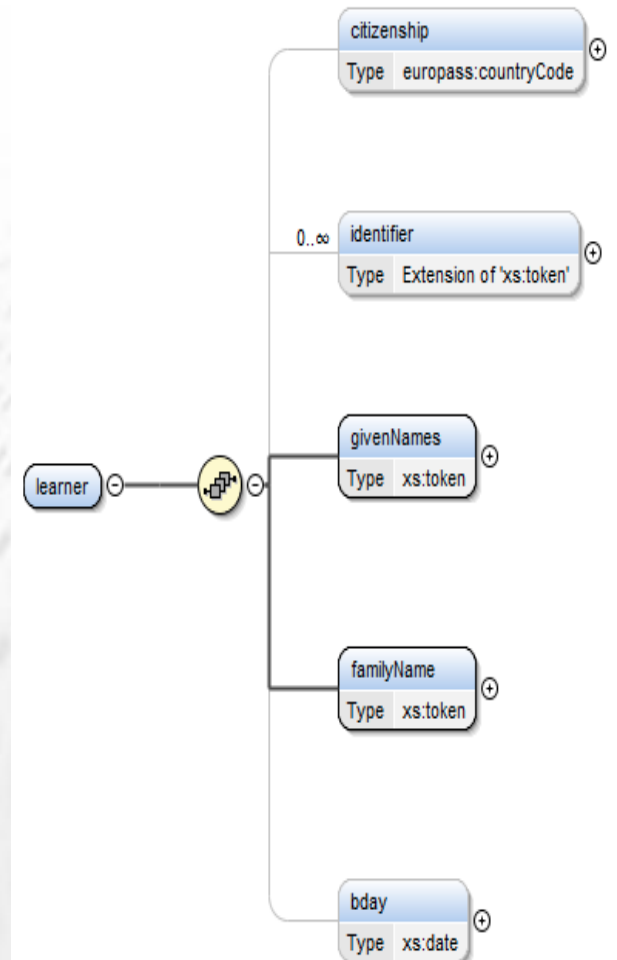 citizenship
Type europass:countryCode
0..∞
identifier
Type Extension of 'xs:token'
givenNames
Type xs:token
learner
familyName
Type xs:token
bday
Type xs:date